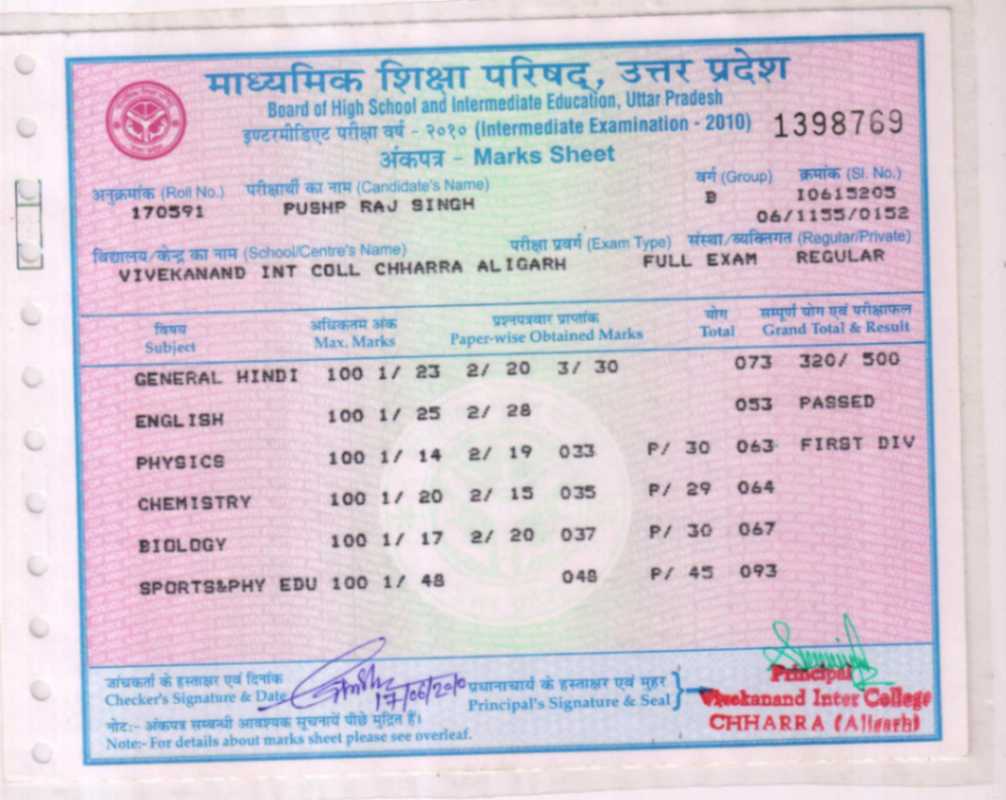 माध्यमिक शिक्षा परिषद्, उत्तर प्रदेश
Board of High School and Intermediate Education, Uttar Pradesh
इण्टरमीडिएट परीक्षा वर्ष - २०१० (Intermediate Examination - 2010) 1398769
अंकपत्र - Marks Sheet
अनुक्रमांक (Roll No.) परीक्षार्थी का नाम (Candidate's Name) वर्ग (Group) क्रमांक (Sl. No.)
170591 PUSHP RAJ SINGH B I0615205
06/1155/0152
विद्यालय/केन्द्र का नाम (School/Centre's Name) परीक्षा प्रवर्ग (Exam Type) संस्था/व्यक्तिगत (Regular/Private)
VIVEKANAND INT COLL CHHARRA ALIGARH FULL EXAM REGULAR
विषय अधिकतम अंक प्रश्नपत्रवार प्राप्तांक योग सम्पूर्ण योग एवं परीक्षाफल
Subject Max. Marks Paper-wise Obtained Marks Total Grand Total & Result
GENERAL HINDI 100 1/ 23 2/ 20 3/ 30 073 320/ 500
ENGLISH 100 1/ 25 2/ 28 053 PASSED
PHYSICS 100 1/ 14 2/ 19 033 P/ 30 063 FIRST DIV
CHEMISTRY 100 1/ 20 2/ 15 035 P/ 29 064
BIOLOGY 100 1/ 17 2/ 20 037 P/ 30 067
SPORTS&PHY EDU 100 1/ 48 048 P/ 45 093
जांचकर्ता के हस्ताक्षर एवं दिनांक
Checker's Signature & Date 17/06/2010
प्रधानाचार्य के हस्ताक्षर एवं मुहर
Principal's Signature & Seal
Principal
Vivekanand Inter College
CHHARRA (Aligarh)
नोट:- अंकपत्र सम्बन्धी आवश्यक सूचनायें पीछे मुद्रित हैं।
Note:- For details about marks sheet please see overleaf.